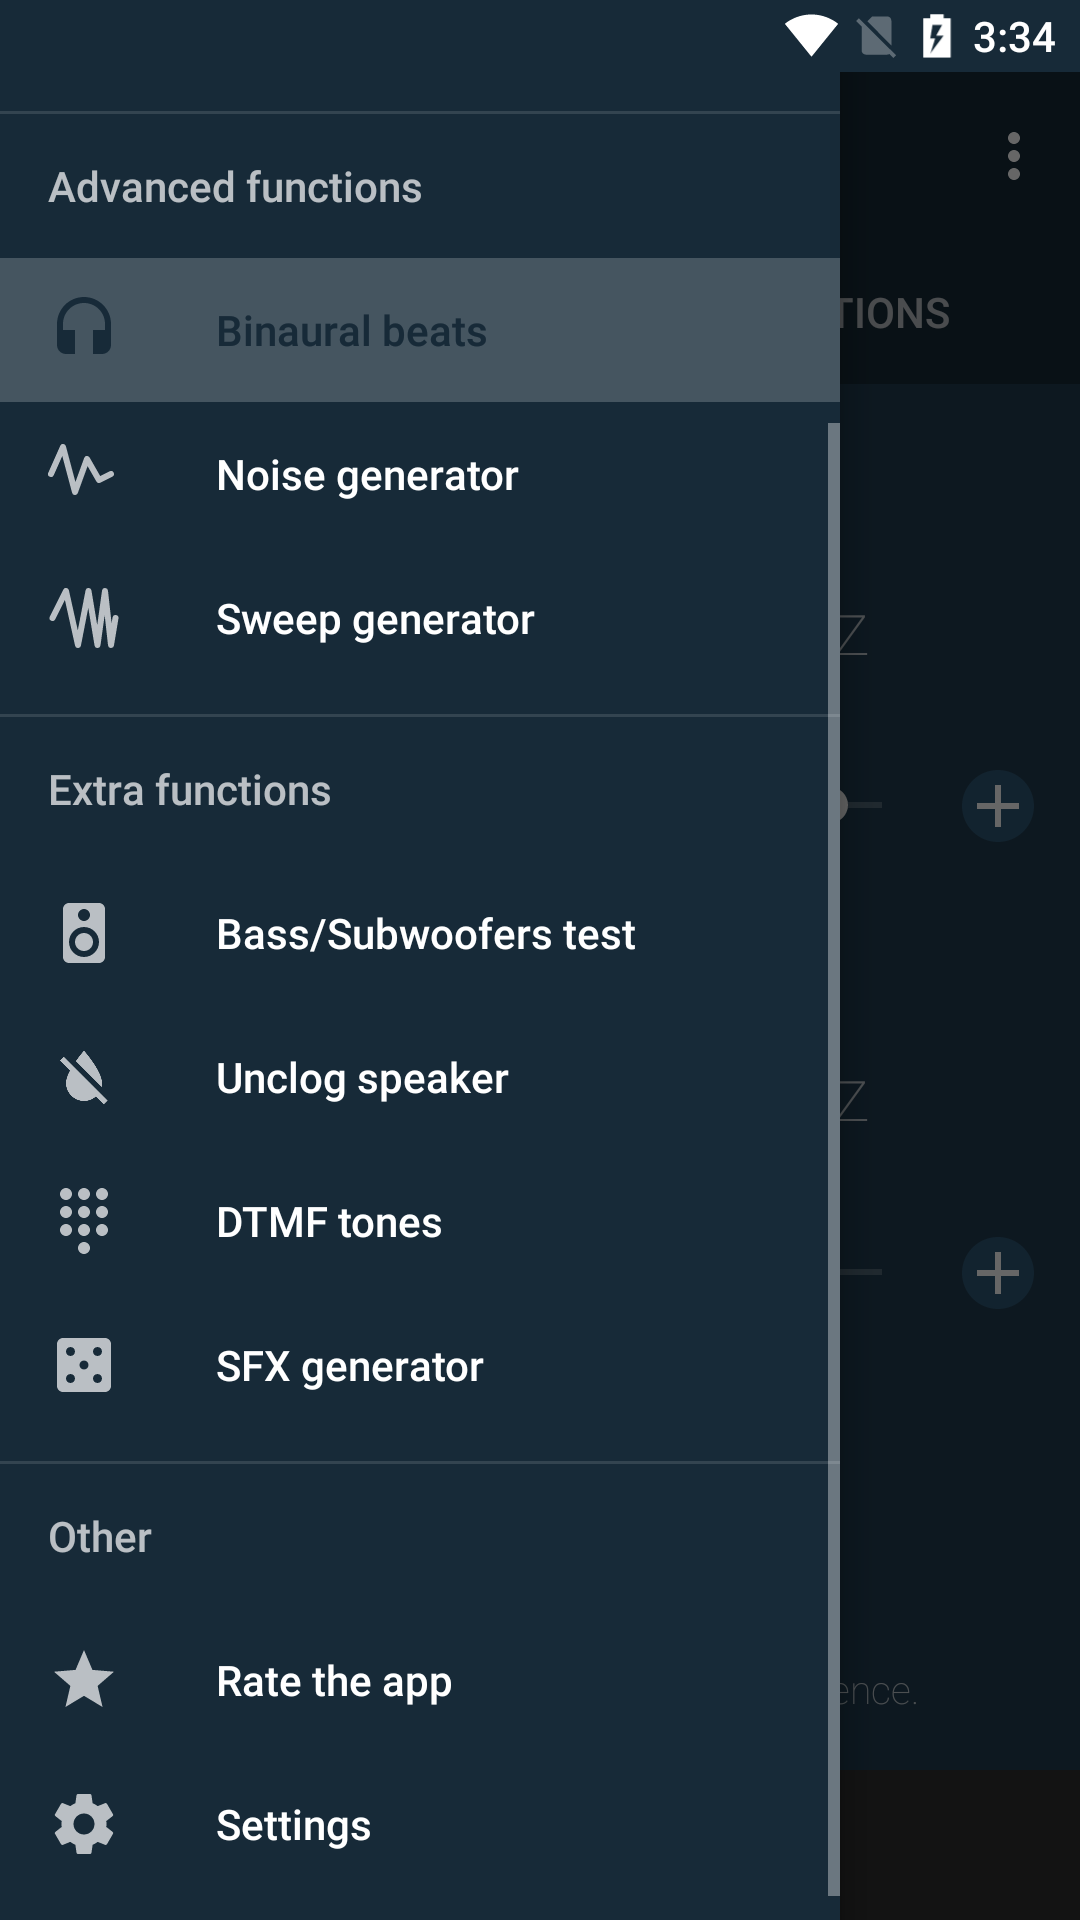 3:34
Advanced functions
Binaural beats
TIONS
Noise generator
Sweep generator
Extra functions
Bass/Subwoofers test
Unclog speaker
DTMF tones
SFX generator
Other
Rate the app
ence.
Settings